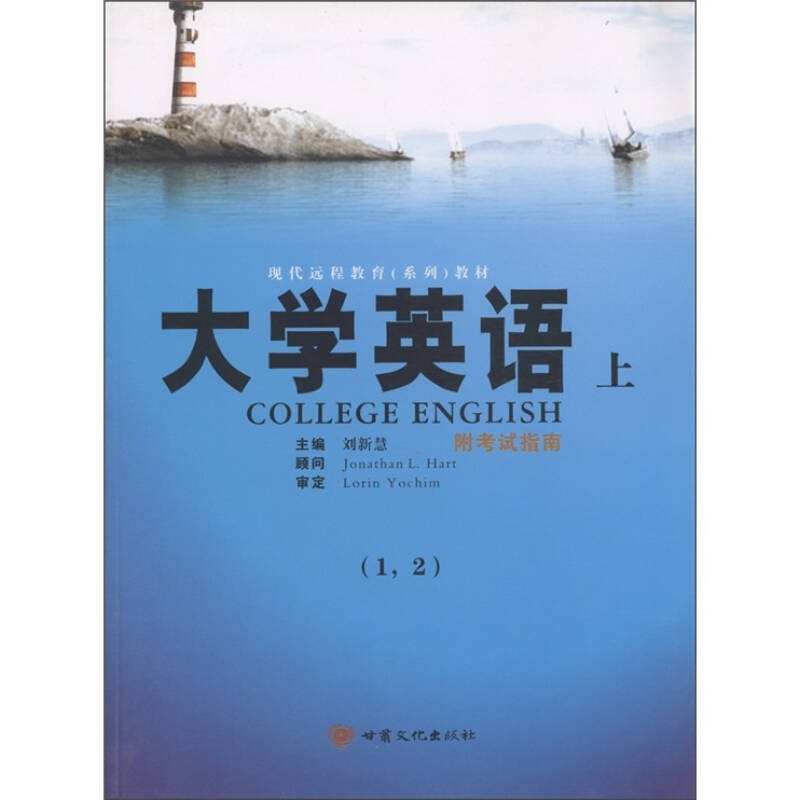 现代远程教育（系列）教材
大学英语 上
COLLEGE ENGLISH
附考试指南
主编 刘新慧
顾问 Jonathan L. Hart
审定 Lorin Yochim
（1, 2）
甘肃文化出版社